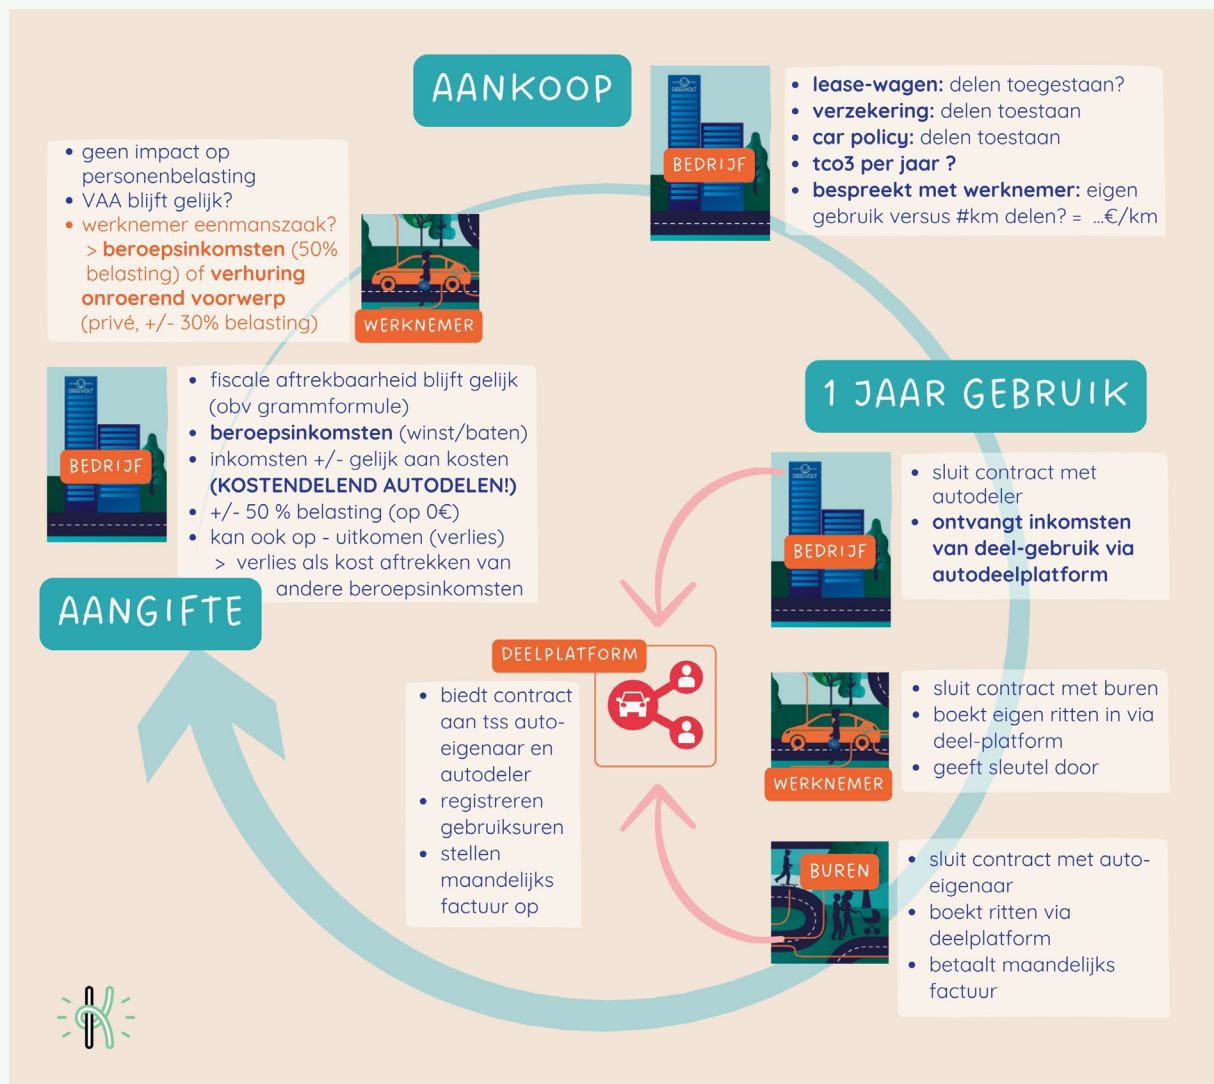 AANKOOP
DEELVOLT
BEDRIJF
• lease-wagen: delen toegestaan?
• verzekering: delen toestaan
• car policy: delen toestaan
• tco3 per jaar ?
• bespreekt met werknemer: eigen
gebruik versus #km delen? = ...€/km
• geen impact op
personenbelasting
• VAA blijft gelijk?
• werknemer eenmanszaak?
> beroepsinkomsten (50%
belasting) of verhuring
onroerend voorwerp
(privé, +/- 30% belasting)
WERKNEMER
DEELVOLT
BEDRIJF
• fiscale aftrekbaarheid blijft gelijk
(obv grammformule)
• beroepsinkomsten (winst/baten)
• inkomsten +/- gelijk aan kosten
(KOSTENDELEND AUTODELEN!)
• +/- 50 % belasting (op 0€)
• kan ook op - uitkomen (verlies)
> verlies als kost aftrekken van
andere beroepsinkomsten
AANGIFTE
1 JAAR GEBRUIK
DEELVOLT
BEDRIJF
• sluit contract met
autodeler
• ontvangt inkomsten
van deel-gebruik via
autodeelplatform
DEELPLATFORM
• biedt contract
aan tss auto-
eigenaar en
autodeler
• registreren
gebruiksuren
• stellen
maandelijks
factuur op
WERKNEMER
• sluit contract met buren
• boekt eigen ritten in via
deel-platform
• geeft sleutel door
BUREN
• sluit contract met auto-
eigenaar
• boekt ritten via
deelplatform
• betaalt maandelijks
factuur